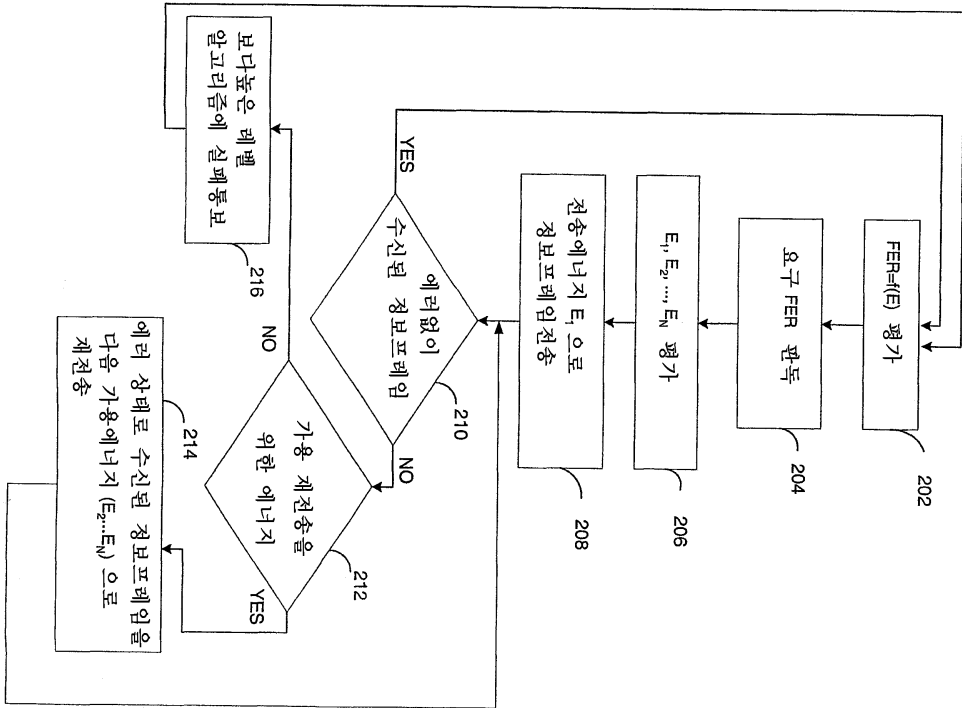 FER=f(E) 평가
202
요구 FER 판독
204
E₁, E₂, ..., E_N 평가
206
전송에너지 E₁ 으로
정보프레임전송
208
에러없이
수신된 정보프레임
210
YES
NO
가용 재전송을
위한 에너지
212
NO
YES
보다높은 레벨
알고리즘에 실패통보
216
에러 상태로 수신된 정보프레임을
다음 가용에너지 (E₂...E_N) 으로
재전송
214